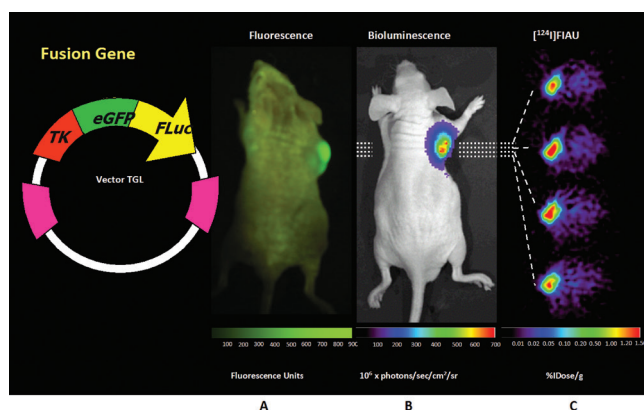 Fusion Gene
TK
eGFP
FLuc
Vector TGL
Fluorescence
Bioluminescence
[¹²⁴I]FIAU
100 200 300 400 500 600 700 800 900
100 200 300 400 500 600 700
0.01 0.02 0.05 0.10 0.20 0.50 1.00 1.50
Fluorescence Units
10⁶ x photons/sec/cm²/sr
%IDose/g
A
B
C